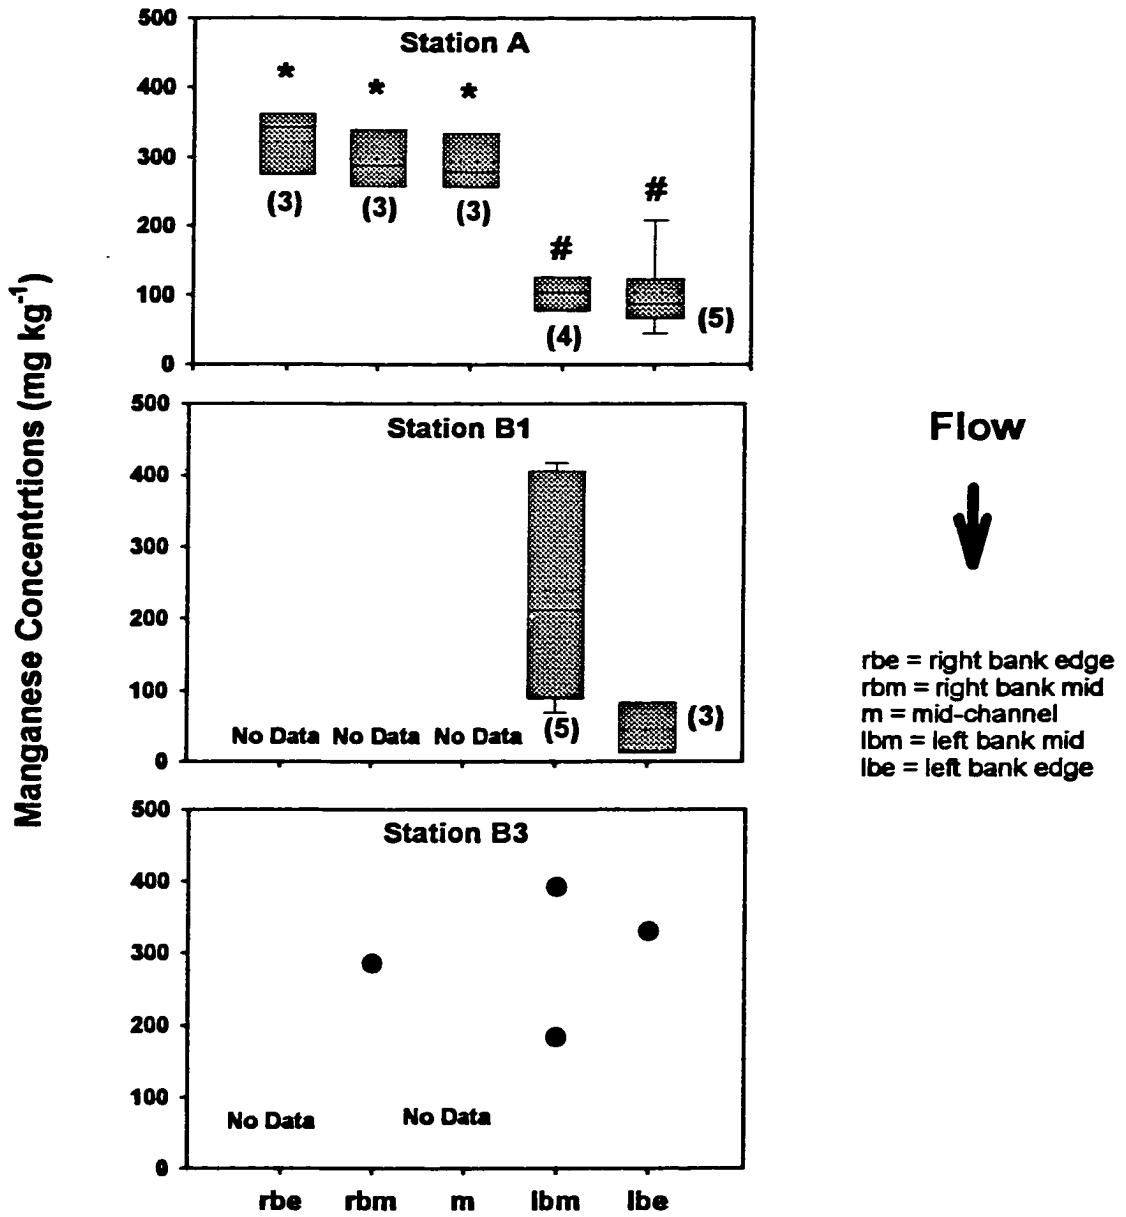 Manganese Concentrtions (mg kg-1)
500
Station A
400
* * *
300
(3) (3) (3)
200
# #
100
(4) (5)
0
500
Station B1
400
300
200
100
No Data No Data No Data (5) (3)
0
500
Station B3
400
300
200
100
No Data No Data
0
rbe rbm m lbm lbe
Flow
rbe = right bank edge
rbm = right bank mid
m = mid-channel
lbm = left bank mid
lbe = left bank edge